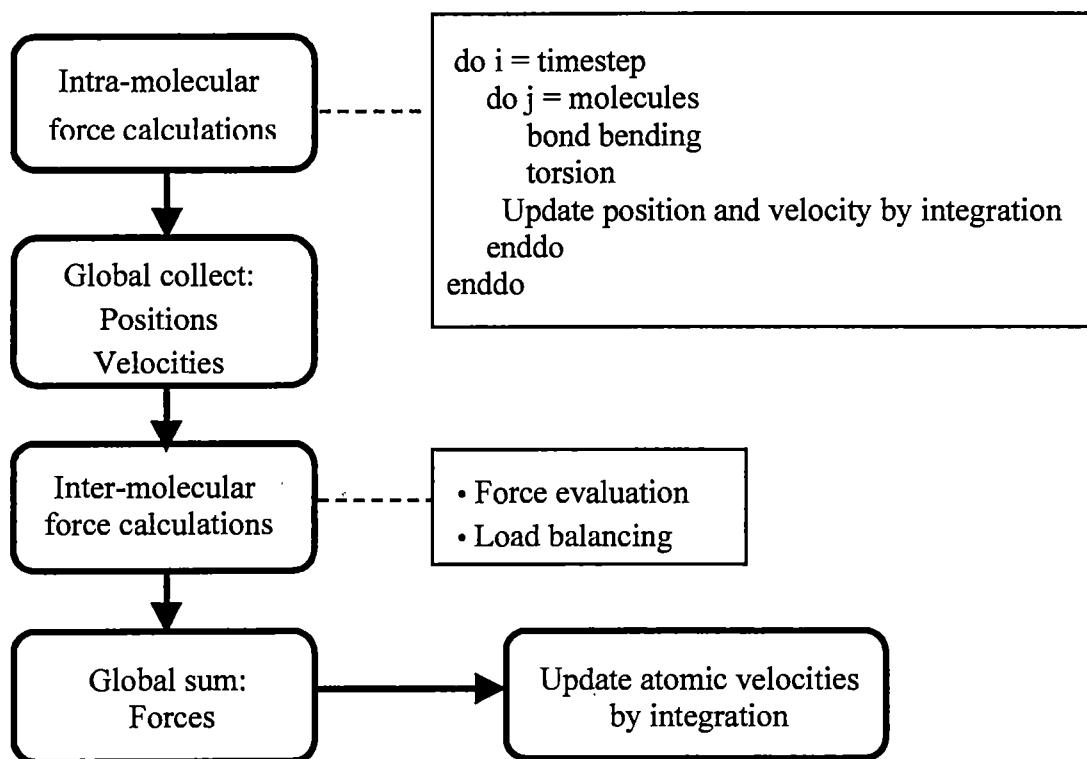 Intra-molecular
force calculations
do i = timestep
do j = molecules
bond bending
torsion
Update position and velocity by integration
enddo
enddo
Global collect:
Positions
Velocities
Inter-molecular
force calculations
• Force evaluation
• Load balancing
Global sum:
Forces
Update atomic velocities
by integration